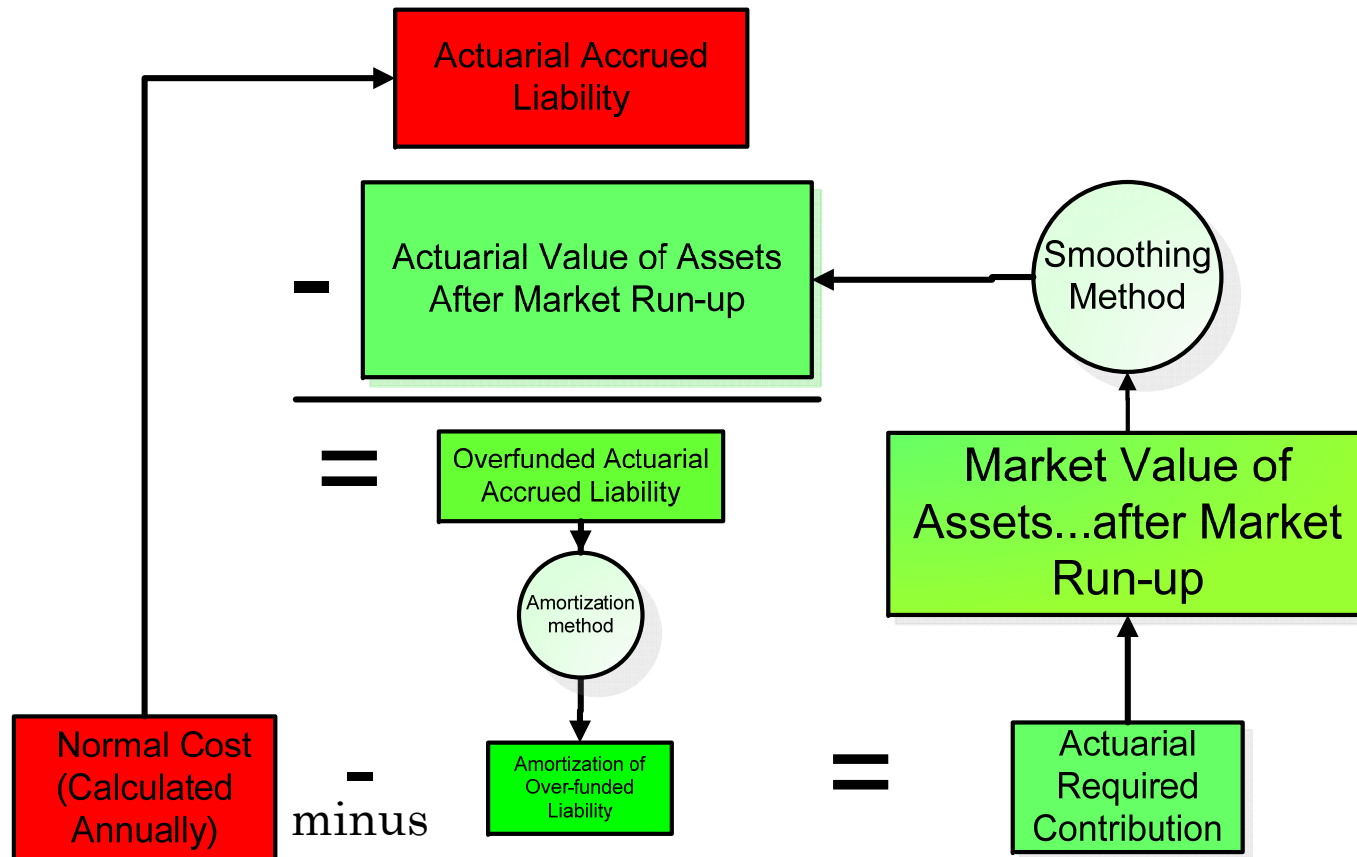 Actuarial Accrued
Liability
-
Actuarial Value of Assets
After Market Run-up
Smoothing
Method
=
Overfunded Actuarial
Accrued Liability
Market Value of
Assets...after Market
Run-up
Amortization
method
Normal Cost
(Calculated
Annually)
-
minus
Amortization of
Over-funded
Liability
=
Actuarial
Required
Contribution